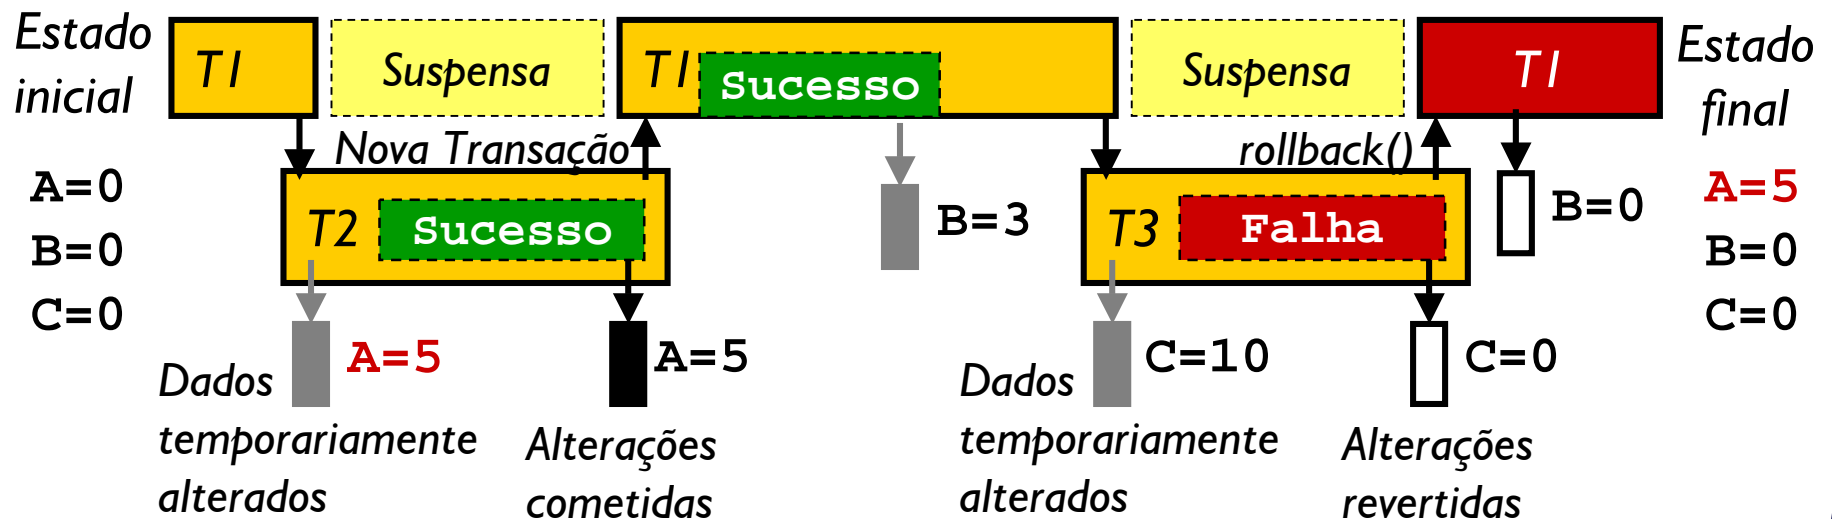 Estado
inicial
A=0
B=0
C=0
T1
Suspensa
T1
Sucesso
Suspensa
T1
Estado
final
A=5
B=0
C=0
Nova Transação
rollback()
T2
Sucesso
B=3
T3
Falha
B=0
A=5
A=5
C=10
C=0
Dados
temporariamente
alterados
Alterações
cometidas
Dados
temporariamente
alterados
Alterações
revertidas